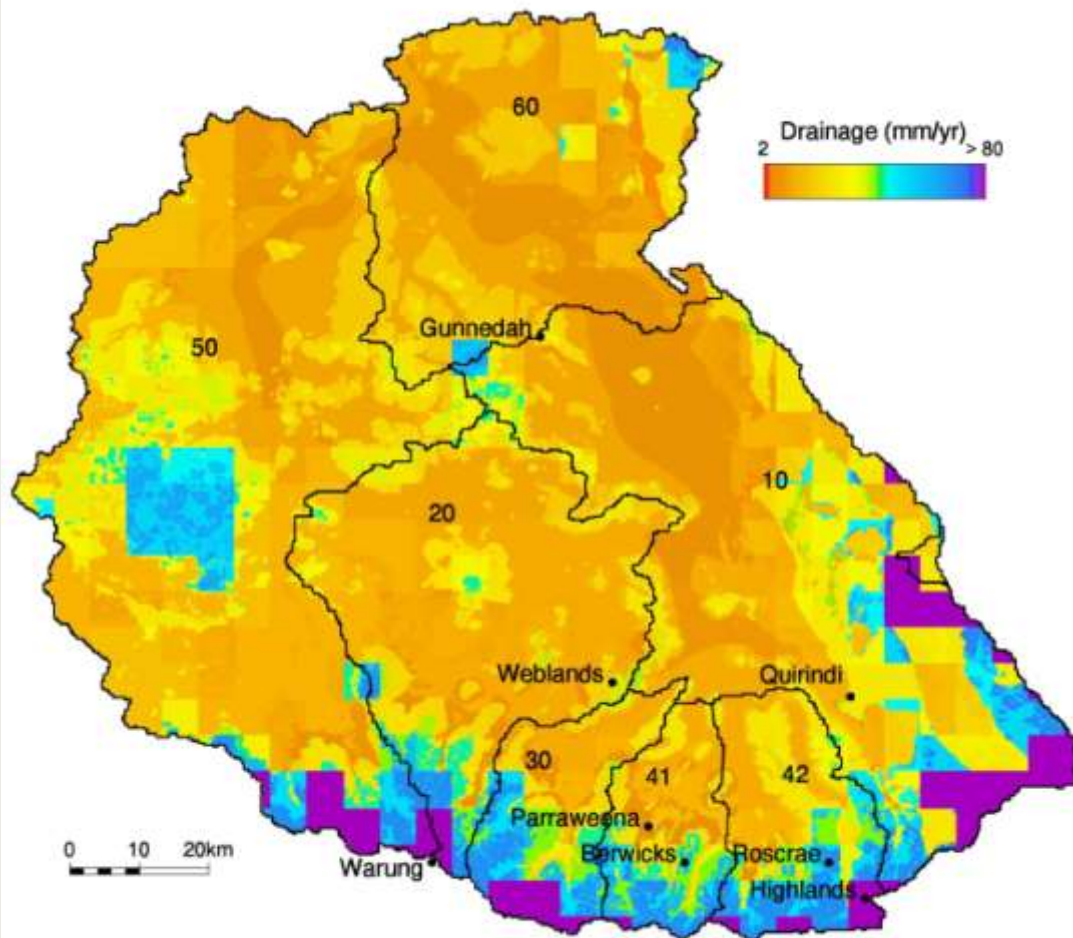 60
Drainage (mm/yr)
2 > 80
Gunnedah
50
10
20
Weblands Quirindi
30 41 42
Parraweena
0 10 20km
Warung Berwicks Roscrae
Highlands